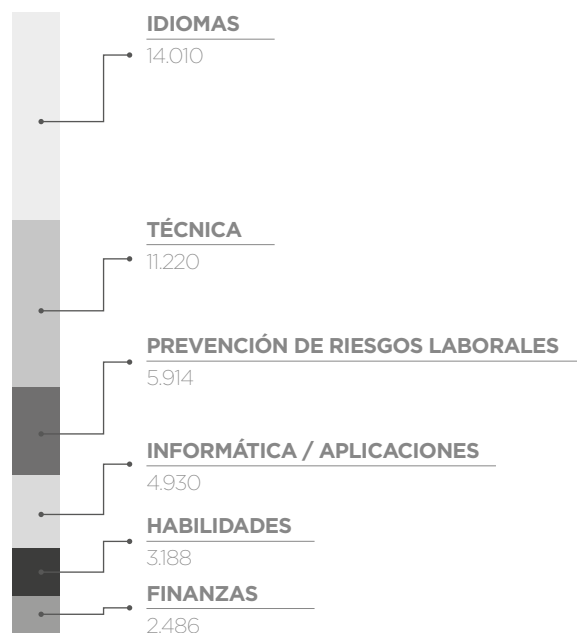 IDIOMAS
14.010
TÉCNICA
11.220
PREVENCIÓN DE RIESGOS LABORALES
5.914
INFORMÁTICA / APLICACIONES
4.930
HABILIDADES
3.188
FINANZAS
2.486